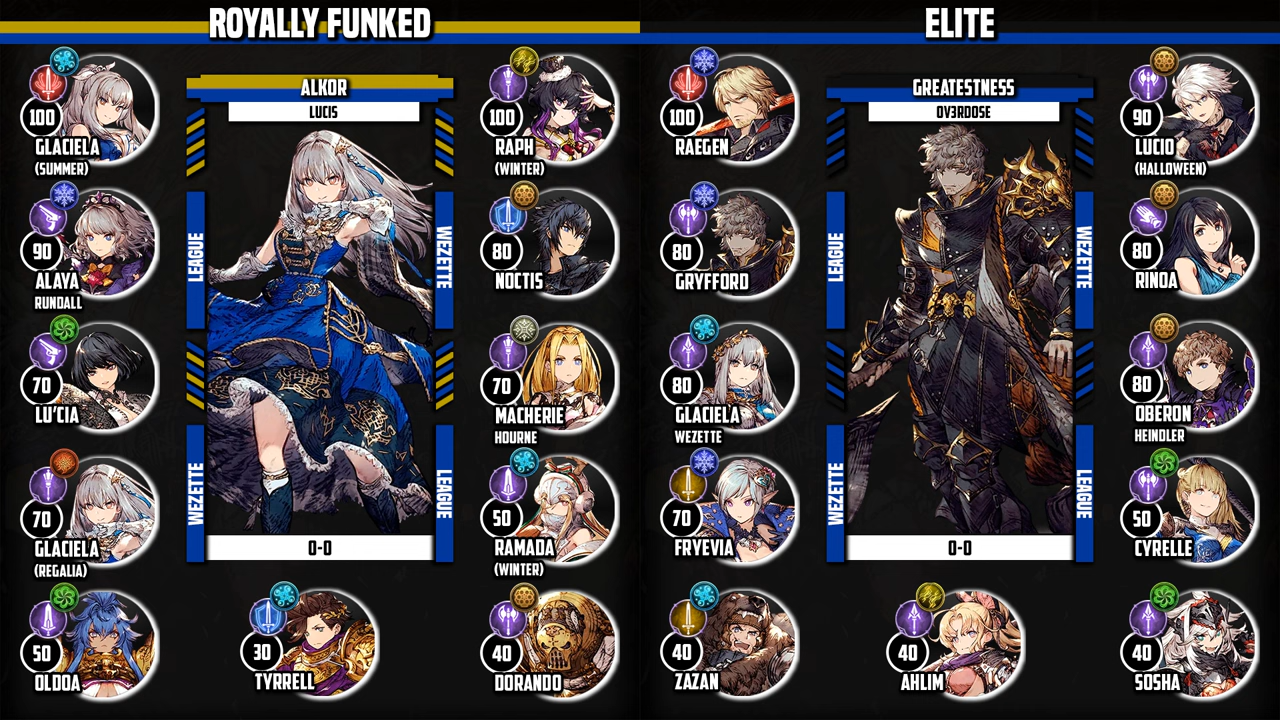 ROYALLY FUNKED
ALKOR
LUCIS
LEAGUE
WEZETTE
WEZETTE
LEAGUE
0-0
100
GLACIELA
(SUMMER)
90
ALAYA
RUNDALL
70
LU'CIA
70
GLACIELA
(REGALIA)
50
OLDOA
30
TYRRELL
100
RAPH
(WINTER)
80
NOCTIS
70
MACHERIE
HOURNE
50
RAMADA
(WINTER)
40
DORANDO
ELITE
GREATESTNESS
OV3RDOSE
LEAGUE
WEZETTE
WEZETTE
LEAGUE
0-0
100
RAEGEN
80
GRYFFORD
80
GLACIELA
WEZETTE
70
FRYEVIA
40
ZAZAN
40
AHLIM
90
LUCIO
(HALLOWEEN)
80
RINOA
80
OBERON
HEINDLER
50
CYRELLE
40
SOSHA